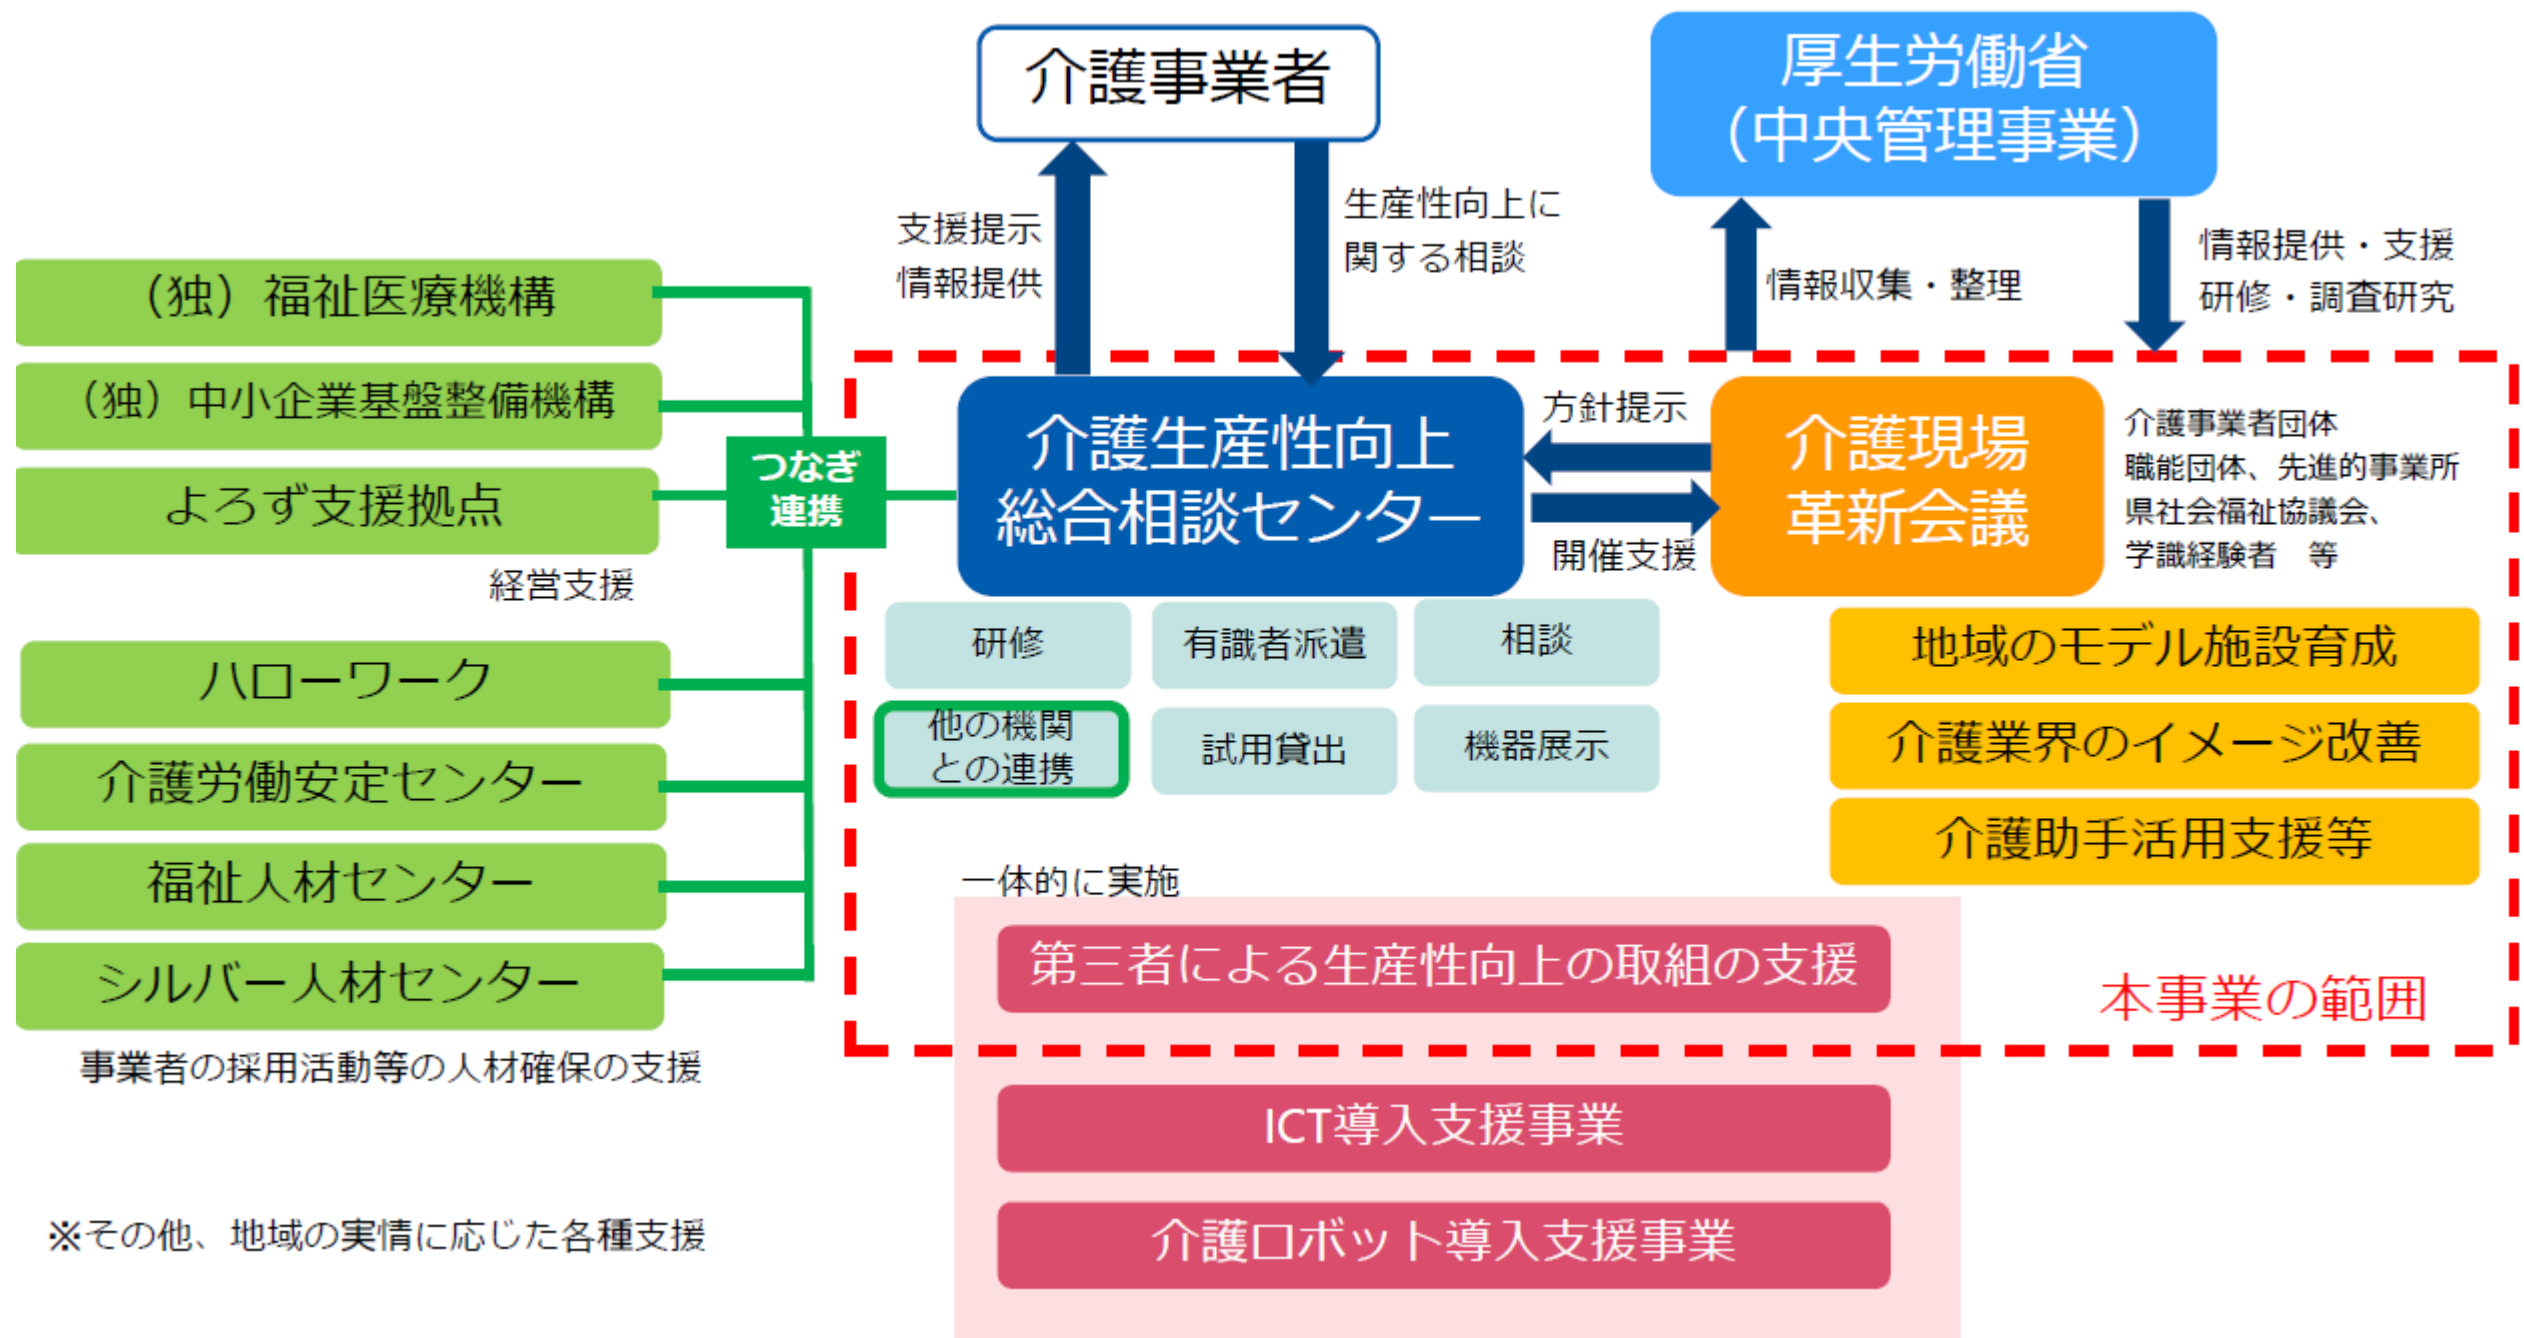 介護事業者
厚生労働省
（中央管理事業）
支援提示
情報提供
生産性向上に
関する相談
情報収集・整理
情報提供・支援
研修・調査研究
（独）福祉医療機構
（独）中小企業基盤整備機構
よろず支援拠点
経営支援
つなぎ
連携
介護生産性向上
総合相談センター
方針提示
開催支援
介護現場
革新会議
介護事業者団体
職能団体、先進的事業所
県社会福祉協議会、
学識経験者　等
研修
有識者派遣
相談
他の機関
との連携
試用貸出
機器展示
地域のモデル施設育成
介護業界のイメージ改善
介護助手活用支援等
ハローワーク
介護労働安定センター
福祉人材センター
シルバー人材センター
事業者の採用活動等の人材確保の支援
一体的に実施
第三者による生産性向上の取組の支援
本事業の範囲
ICT導入支援事業
介護ロボット導入支援事業
※その他、地域の実情に応じた各種支援